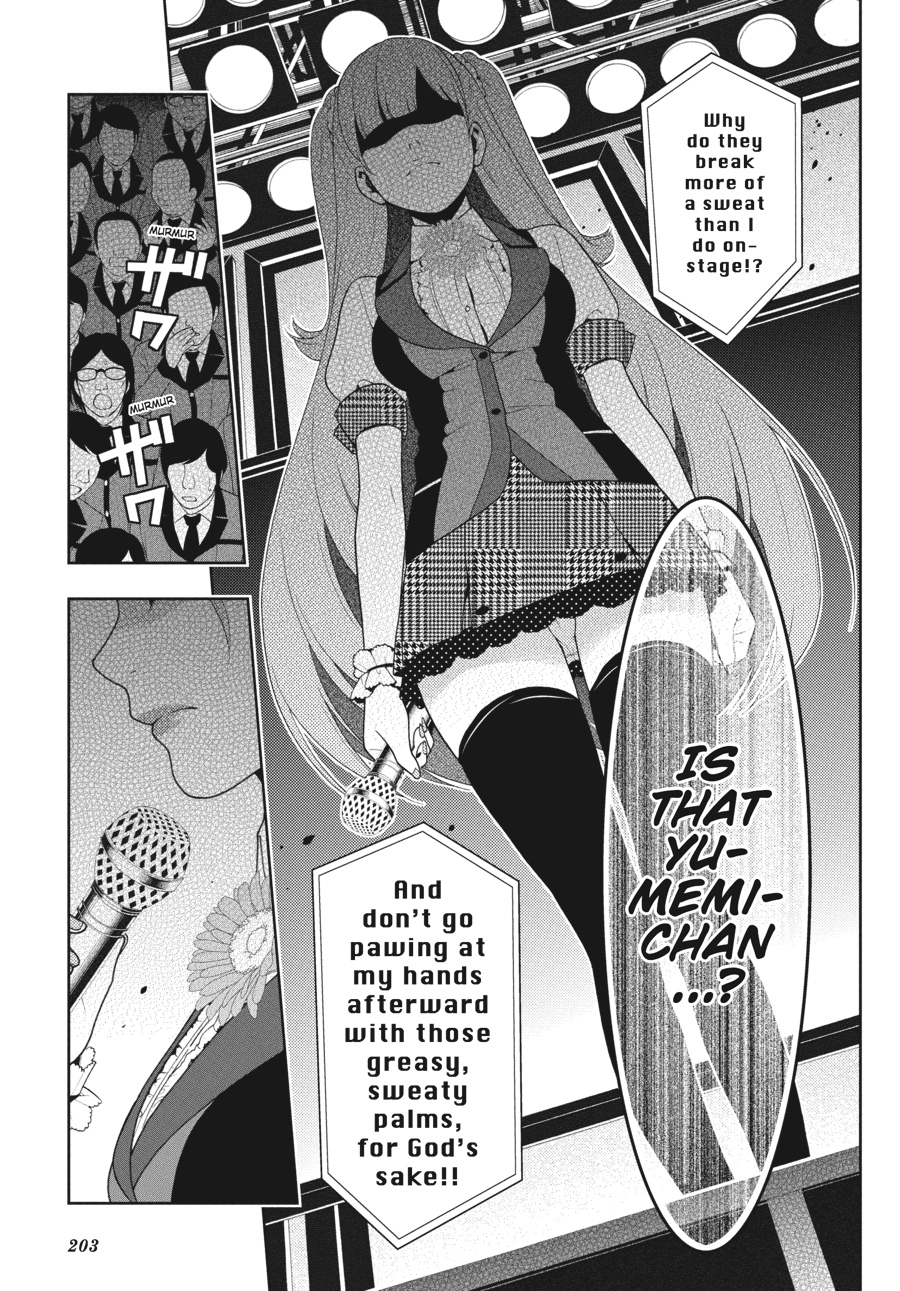 Why
do they
break
more of
a sweat
than I
do on-
stage!?
MURMUR
ザワ
MURMUR
ザワ
IS
THAT
YU-
MEMI-
CHAN
...?
And
don't go
pawing at
my hands
afterward
with those
greasy,
sweaty
palms,
for God's
sake!!
203